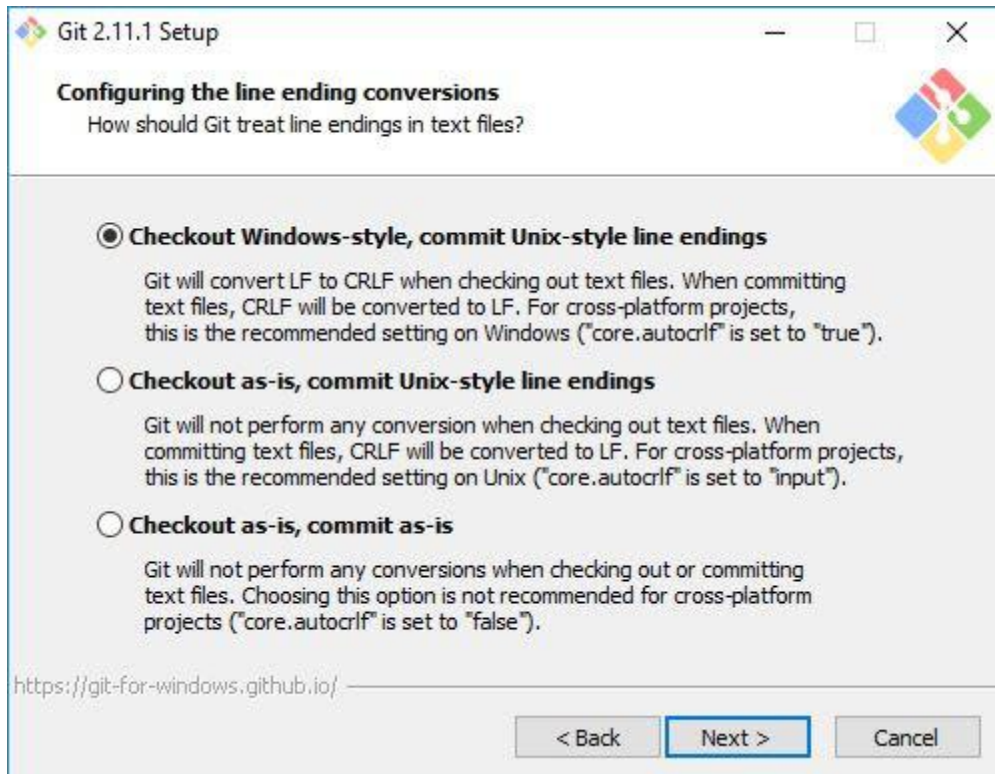 Git 2.11.1 Setup
Configuring the line ending conversions
How should Git treat line endings in text files?
Checkout Windows-style, commit Unix-style line endings
Git will convert LF to CRLF when checking out text files. When committing
text files, CRLF will be converted to LF. For cross-platform projects,
this is the recommended setting on Windows ("core.autocrlf" is set to "true").
Checkout as-is, commit Unix-style line endings
Git will not perform any conversion when checking out text files. When
committing text files, CRLF will be converted to LF. For cross-platform projects,
this is the recommended setting on Unix ("core.autocrlf" is set to "input").
Checkout as-is, commit as-is
Git will not perform any conversions when checking out or committing
text files. Choosing this option is not recommended for cross-platform
projects ("core.autocrlf" is set to "false").
https://git-for-windows.github.io/
< Back Next > Cancel